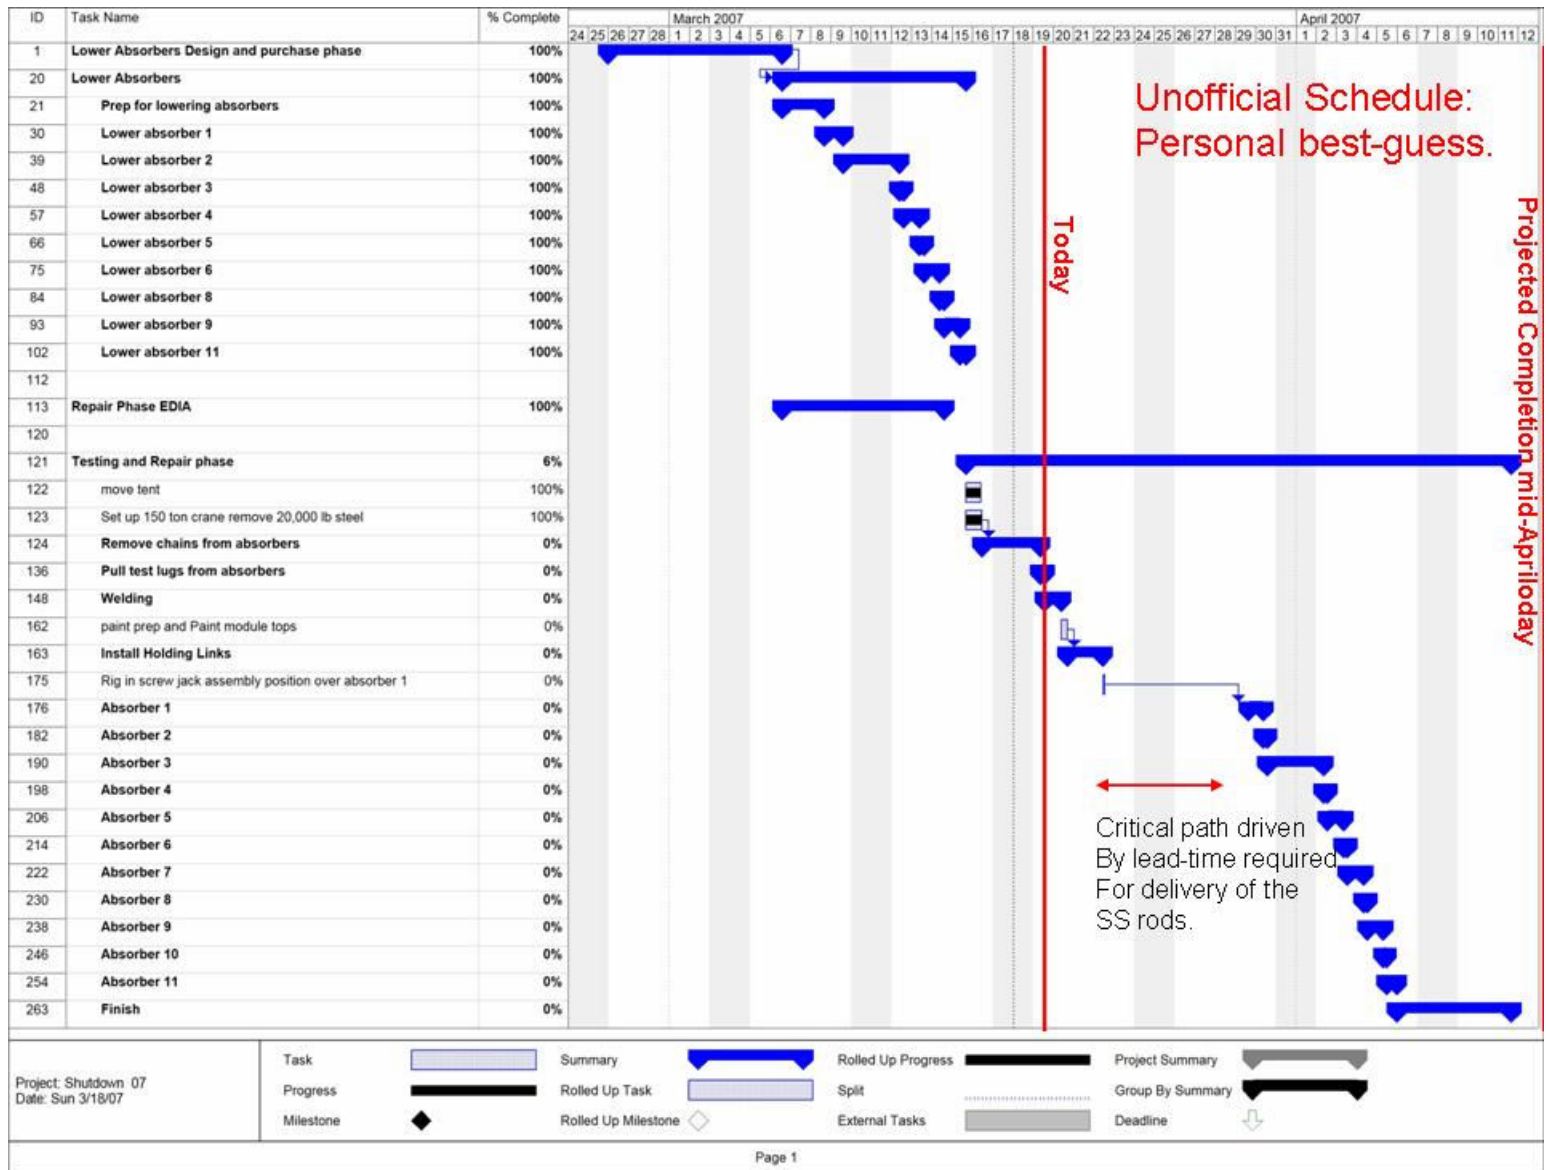 ID Task Name % Complete March 2007 April 2007
24 25 26 27 28 1 2 3 4 5 6 7 8 9 10 11 12 13 14 15 16 17 18 19 20 21 22 23 24 25 26 27 28 29 30 31 1 2 3 4 5 6 7 8 9 10 11 12
1 Lower Absorbers Design and purchase phase 100%
20 Lower Absorbers 100%
21 Prep for lowering absorbers 100%
30 Lower absorber 1 100%
39 Lower absorber 2 100%
48 Lower absorber 3 100%
57 Lower absorber 4 100%
66 Lower absorber 5 100%
75 Lower absorber 6 100%
84 Lower absorber 8 100%
93 Lower absorber 9 100%
102 Lower absorber 11 100%
112
113 Repair Phase EDIA 100%
120
121 Testing and Repair phase 6%
122 move tent 100%
123 Set up 150 ton crane remove 20,000 lb steel 100%
124 Remove chains from absorbers 0%
136 Pull test lugs from absorbers 0%
148 Welding 0%
162 paint prep and Paint module tops 0%
163 Install Holding Links 0%
175 Rig in screw jack assembly position over absorber 1 0%
176 Absorber 1 0%
182 Absorber 2 0%
190 Absorber 3 0%
198 Absorber 4 0%
206 Absorber 5 0%
214 Absorber 6 0%
222 Absorber 7 0%
230 Absorber 8 0%
238 Absorber 9 0%
246 Absorber 10 0%
254 Absorber 11 0%
263 Finish 0%
Unofficial Schedule:
Personal best-guess.
Today
Projected Completion mid-Apriloday
Critical path driven
By lead-time required
For delivery of the
SS rods.
Project: Shutdown 07
Date: Sun 3/18/07
Task Summary Rolled Up Progress Project Summary
Progress Rolled Up Task Split Group By Summary
Milestone Rolled Up Milestone External Tasks Deadline
Page 1